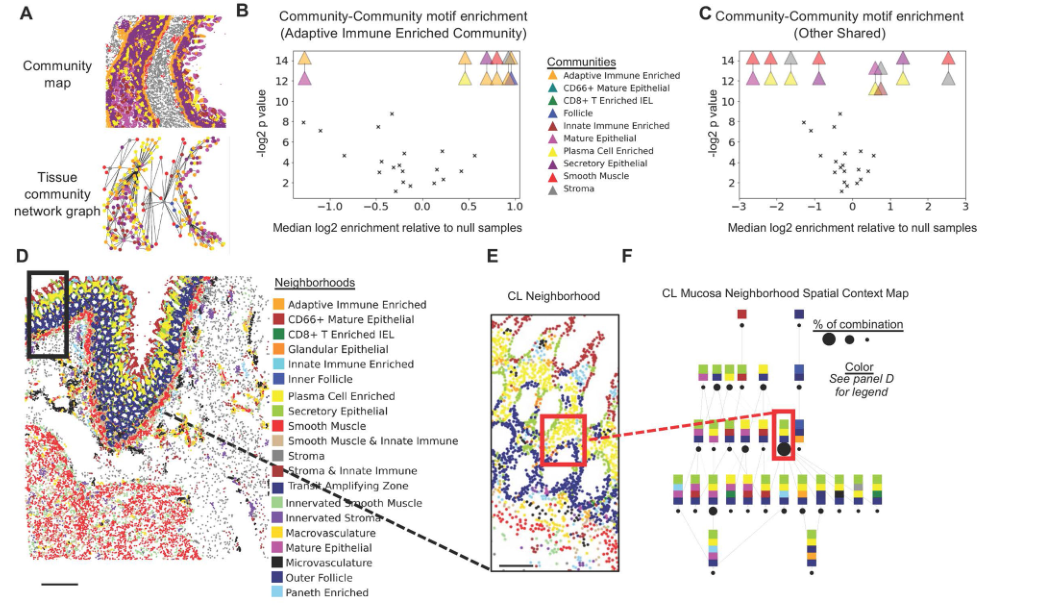 A
Community
map
Tissue
community
network graph
B
Community-Community motif enrichment
(Adaptive Immune Enriched Community)
14
12
10
8
6
4
2
-log2 p value
−1.0
−0.5
0.0
0.5
1.0
Median log2 enrichment relative to null samples
Communities
Adaptive Immune Enriched
CD66+ Mature Epithelial
CD8+ T Enriched IEL
Follicle
Innate Immune Enriched
Mature Epithelial
Plasma Cell Enriched
Secretory Epithelial
Smooth Muscle
Stroma
C
Community-Community motif enrichment
(Other Shared)
14
12
10
8
6
4
2
-log2 p value
−3
−2
−1
0
1
2
3
Median log2 enrichment relative to null samples
D
Neighborhoods
Adaptive Immune Enriched
CD66+ Mature Epithelial
CD8+ T Enriched IEL
Glandular Epithelial
Innate Immune Enriched
Inner Follicle
Plasma Cell Enriched
Secretory Epithelial
Smooth Muscle
Smooth Muscle & Innate Immune
Stroma
Stroma & Innate Immune
Transit Amplifying Zone
Innervated Smooth Muscle
Innervated Stroma
Macrovasculature
Mature Epithelial
Microvasculature
Outer Follicle
Paneth Enriched
E
CL Neighborhood
F
CL Mucosa Neighborhood Spatial Context Map
% of combination
Color
See panel D
for legend